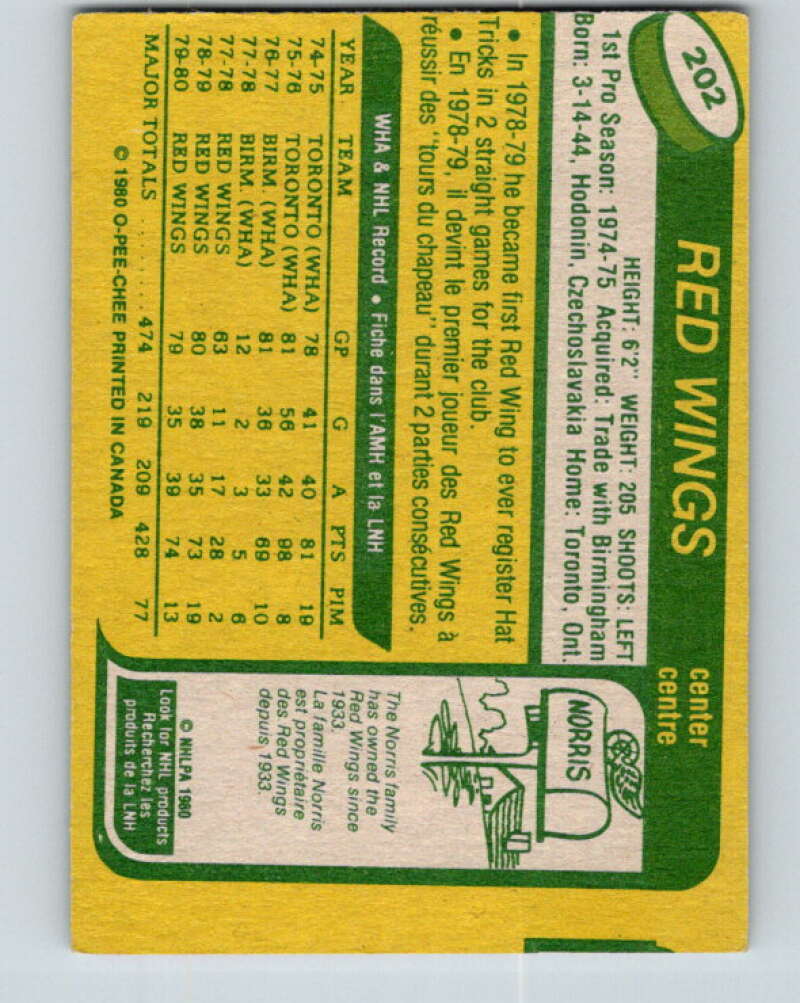 202
RED WINGS
center
centre
HEIGHT: 6'2" WEIGHT: 205 SHOOTS: LEFT
1st Pro Season: 1974-75 Acquired: Trade with Birmingham
Born: 3-14-44, Hodonin, Czechoslavakia Home: Toronto, Ont.
• In 1978-79 he became first Red Wing to ever register Hat
Tricks in 2 straight games for the club.
• En 1978-79, il devint le premier joueur des Red Wings à
réussir des "tours du chapeau" durant 2 parties consécutives.
WHA & NHL Record • Fiche dans l'AMH et la LNH
YEAR TEAM GP G A PTS PIM
74-75 TORONTO (WHA) 78 41 40 81 19
75-76 TORONTO (WHA) 81 56 42 98 8
76-77 BIRM. (WHA) 81 36 33 69 10
77-78 BIRM. (WHA) 12 2 3 5 6
77-78 RED WINGS 63 11 17 28 2
78-79 RED WINGS 80 38 35 73 19
79-80 RED WINGS 79 35 39 74 13
MAJOR TOTALS ........ 474 219 209 428 77
© 1980 O-PEE-CHEE PRINTED IN CANADA
NORRIS
The Norris family
has owned the
Red Wings since
1933.
La famille Norris
est propriétaire
des Red Wings
depuis 1933.
© NHLPA 1980
Look for NHL products
Recherchez les
produits de la LNH